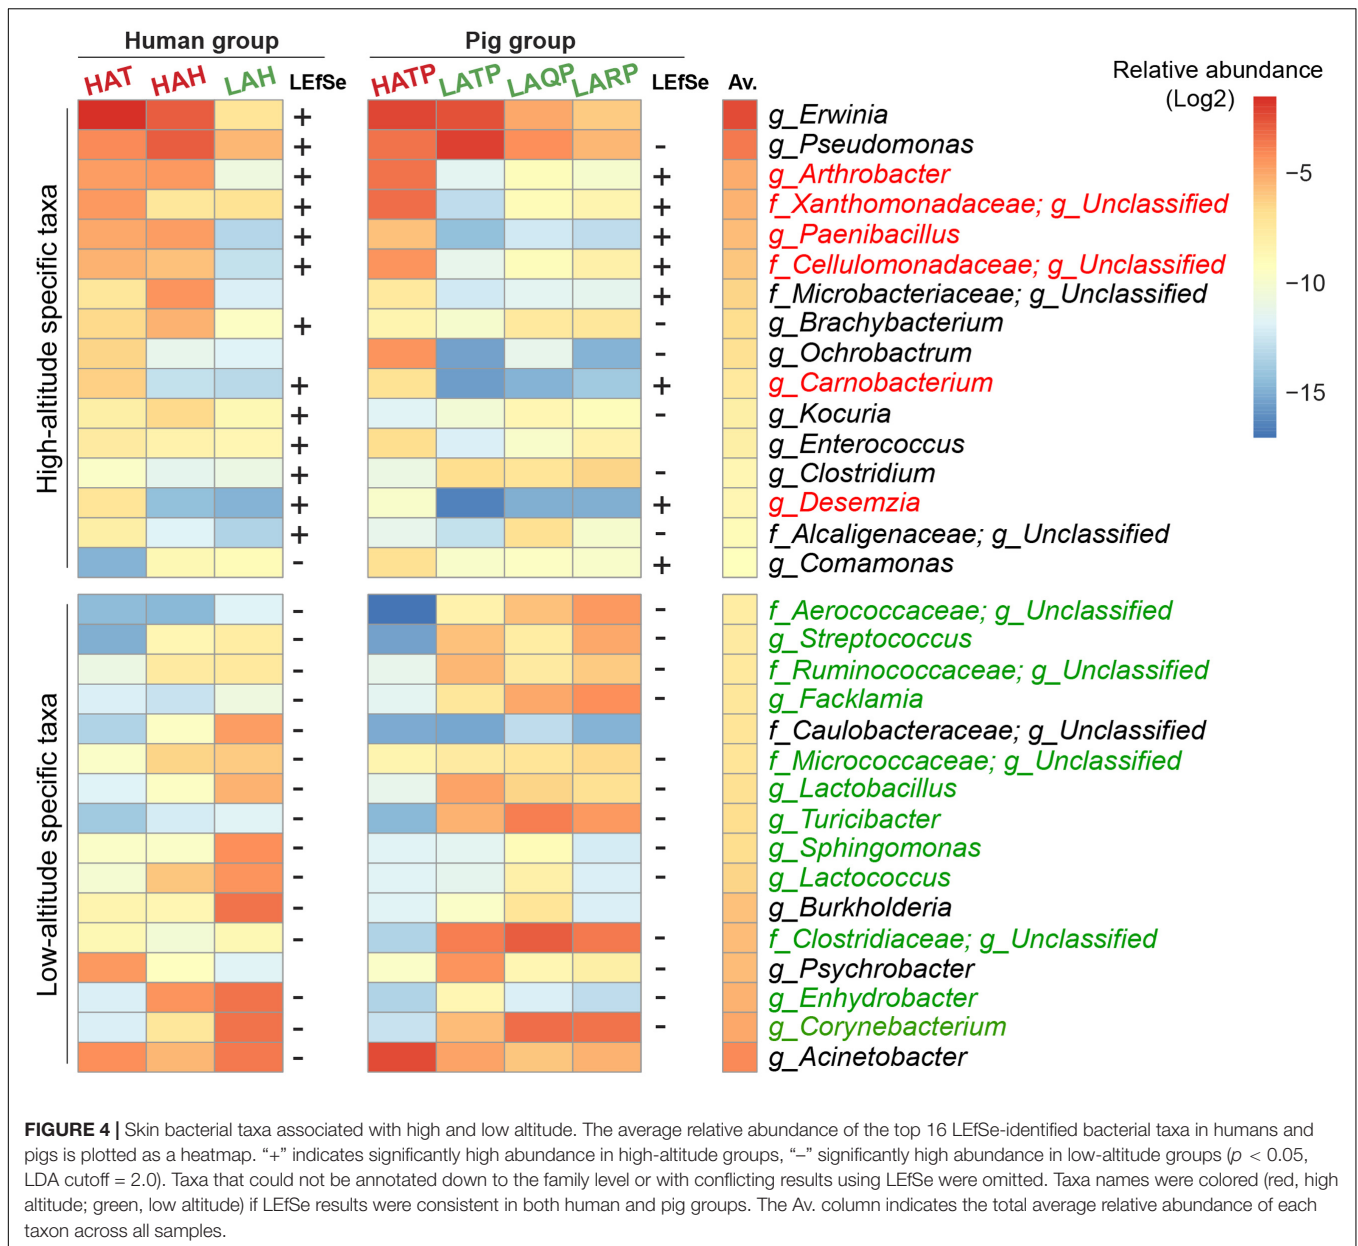 Human group
Pig group
HAT HAH LAH LEfSe
HATP LATP LAQP LARP LEfSe Av.
Relative abundance
(Log2)
−5
−10
−15
High-altitude specific taxa
+ g_Erwinia
+ - g_Pseudomonas
+ + g_Arthrobacter
+ + f_Xanthomonadaceae; g_Unclassified
+ + g_Paenibacillus
+ + f_Cellulomonadaceae; g_Unclassified
+ f_Microbacteriaceae; g_Unclassified
+ - g_Brachybacterium
- g_Ochrobactrum
+ + g_Carnobacterium
+ - g_Kocuria
+ g_Enterococcus
+ - g_Clostridium
+ + g_Desemzia
+ - f_Alcaligenaceae; g_Unclassified
- + g_Comamonas
Low-altitude specific taxa
- - f_Aerococcaceae; g_Unclassified
- - g_Streptococcus
- - f_Ruminococcaceae; g_Unclassified
- - g_Facklamia
- f_Caulobacteraceae; g_Unclassified
- - f_Micrococcaceae; g_Unclassified
- - g_Lactobacillus
- - g_Turicibacter
- - g_Sphingomonas
- - g_Lactococcus
- g_Burkholderia
- - f_Clostridiaceae; g_Unclassified
- g_Psychrobacter
- - g_Enhydrobacter
- - g_Corynebacterium
- g_Acinetobacter
FIGURE 4 | Skin bacterial taxa associated with high and low altitude. The average relative abundance of the top 16 LEfSe-identified bacterial taxa in humans and
pigs is plotted as a heatmap. “+” indicates significantly high abundance in high-altitude groups, “–” significantly high abundance in low-altitude groups (p < 0.05,
LDA cutoff = 2.0). Taxa that could not be annotated down to the family level or with conflicting results using LEfSe were omitted. Taxa names were colored (red, high
altitude; green, low altitude) if LEfSe results were consistent in both human and pig groups. The Av. column indicates the total average relative abundance of each
taxon across all samples.